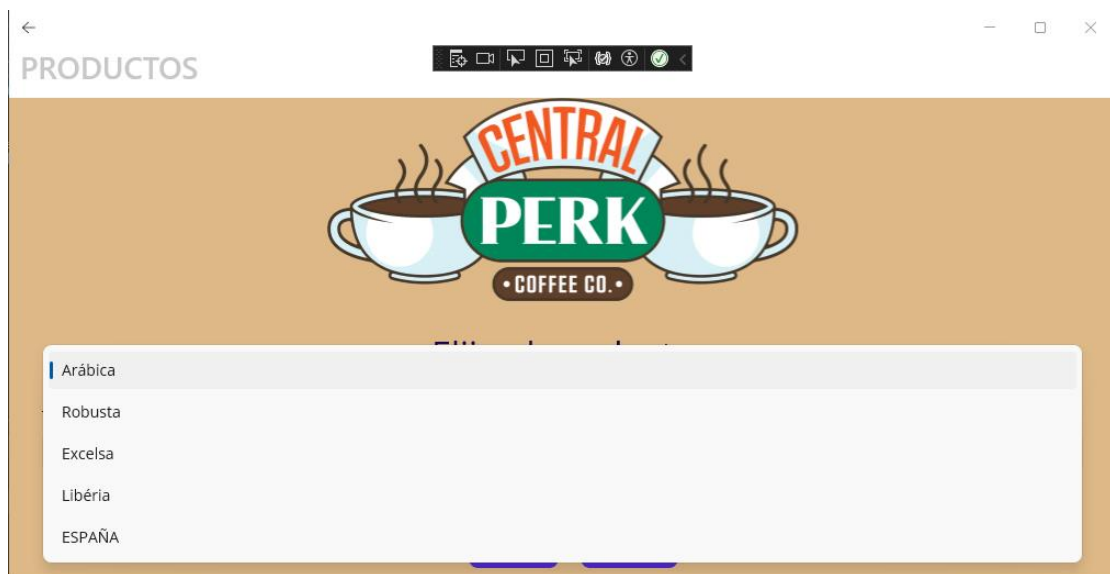 PRODUCTOS
CENTRAL
PERK
• COFFEE CO. •
Arábica
Robusta
Excelsa
Libéria
ESPAÑA